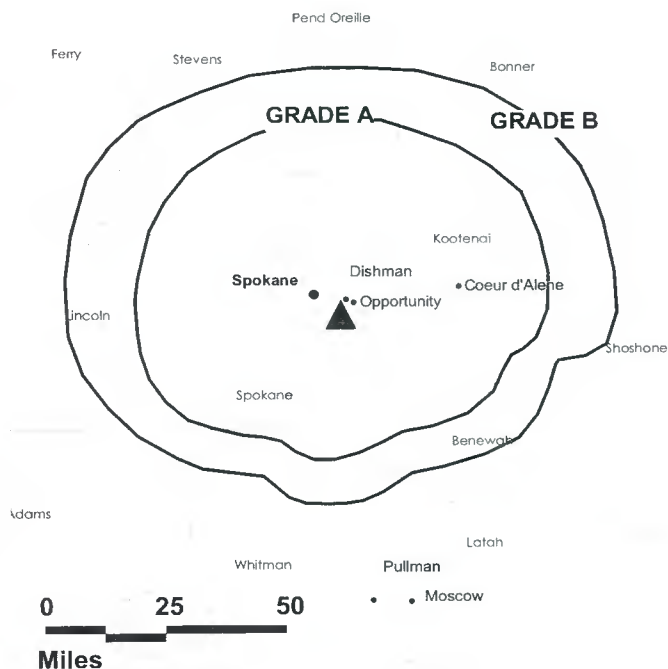 Pend Oreille
Ferry
Stevens
Bonner
GRADE A
GRADE B
Kootenai
Dishman
Spokane
Coeur d'Alene
Opportunity
Lincoln
Shoshone
Spokane
Benewah
Adams
Latah
Whitman
Pullman
Moscow
0 25 50
Miles